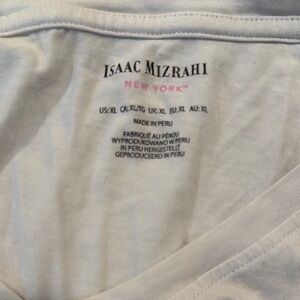 ISAAC MIZRAHI
NEW YORK™
US: XL CA: XL/TG UK: XL EU: XL AU: XL
MADE IN PERU
FABRIQUÉ AU PÉROU
WYPRODUKOWANO W PERU
IN PERU HERGESTELLT
GEPRODUCEERD IN PERU